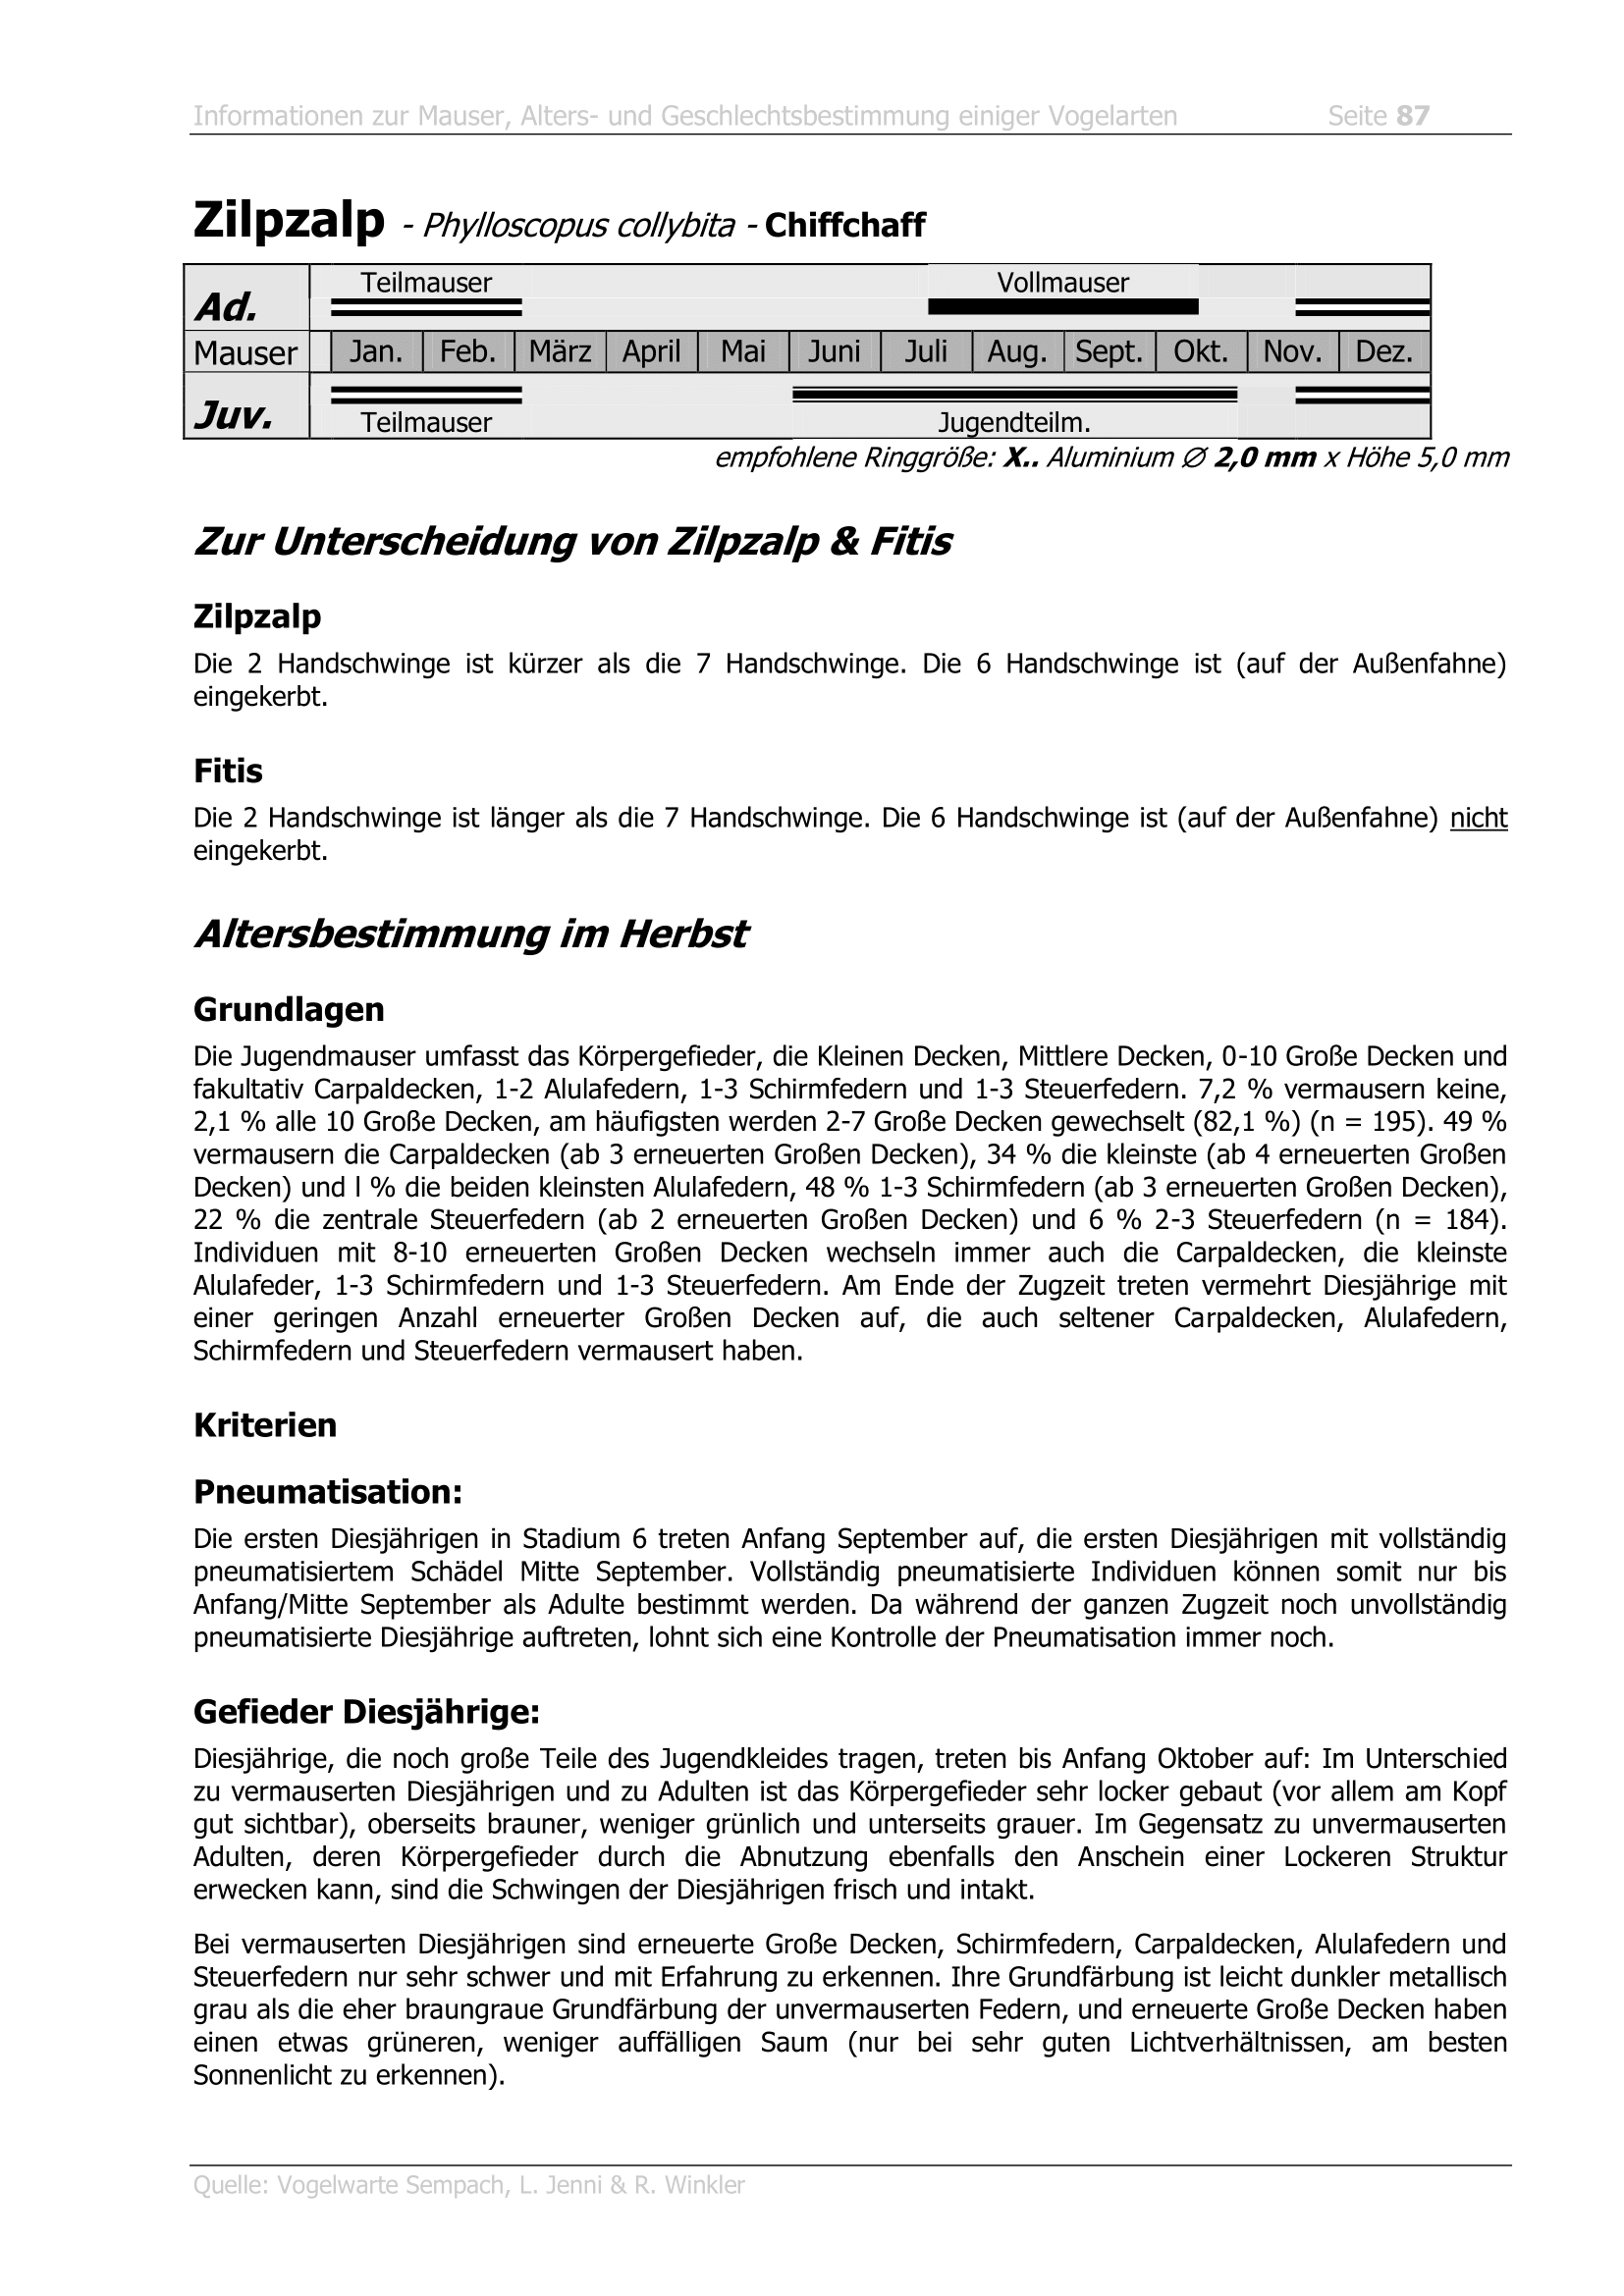 Informationen zur Mauser, Alters- und Geschlechtsbestimmung einiger Vogelarten Seite 87
Zilpzalp - Phylloscopus collybita - Chiffchaff
Teilmauser Vollmauser
Ad.
Mauser Jan. Feb. März April Mai Juni Juli Aug. Sept. Okt. Nov. Dez.
Juv.
Teilmauser Jugendteilm.
empfohlene Ringgröße: X.. Aluminium ∅ 2,0 mm x Höhe 5,0 mm
Zur Unterscheidung von Zilpzalp & Fitis
Zilpzalp
Die 2 Handschwinge ist kürzer als die 7 Handschwinge. Die 6 Handschwinge ist (auf der Außenfahne)
eingekerbt.
Fitis
Die 2 Handschwinge ist länger als die 7 Handschwinge. Die 6 Handschwinge ist (auf der Außenfahne) nicht
eingekerbt.
Altersbestimmung im Herbst
Grundlagen
Die Jugendmauser umfasst das Körpergefieder, die Kleinen Decken, Mittlere Decken, 0-10 Große Decken und
fakultativ Carpaldecken, 1-2 Alulafedern, 1-3 Schirmfedern und 1-3 Steuerfedern. 7,2 % vermausern keine,
2,1 % alle 10 Große Decken, am häufigsten werden 2-7 Große Decken gewechselt (82,1 %) (n = 195). 49 %
vermausern die Carpaldecken (ab 3 erneuerten Großen Decken), 34 % die kleinste (ab 4 erneuerten Großen
Decken) und l % die beiden kleinsten Alulafedern, 48 % 1-3 Schirmfedern (ab 3 erneuerten Großen Decken),
22 % die zentrale Steuerfedern (ab 2 erneuerten Großen Decken) und 6 % 2-3 Steuerfedern (n = 184).
Individuen mit 8-10 erneuerten Großen Decken wechseln immer auch die Carpaldecken, die kleinste
Alulafeder, 1-3 Schirmfedern und 1-3 Steuerfedern. Am Ende der Zugzeit treten vermehrt Diesjährige mit
einer geringen Anzahl erneuerter Großen Decken auf, die auch seltener Carpaldecken, Alulafedern,
Schirmfedern und Steuerfedern vermausert haben.
Kriterien
Pneumatisation:
Die ersten Diesjährigen in Stadium 6 treten Anfang September auf, die ersten Diesjährigen mit vollständig
pneumatisiertem Schädel Mitte September. Vollständig pneumatisierte Individuen können somit nur bis
Anfang/Mitte September als Adulte bestimmt werden. Da während der ganzen Zugzeit noch unvollständig
pneumatisierte Diesjährige auftreten, lohnt sich eine Kontrolle der Pneumatisation immer noch.
Gefieder Diesjährige:
Diesjährige, die noch große Teile des Jugendkleides tragen, treten bis Anfang Oktober auf: Im Unterschied
zu vermauserten Diesjährigen und zu Adulten ist das Körpergefieder sehr locker gebaut (vor allem am Kopf
gut sichtbar), oberseits brauner, weniger grünlich und unterseits grauer. Im Gegensatz zu unvermauserten
Adulten, deren Körpergefieder durch die Abnutzung ebenfalls den Anschein einer Lockeren Struktur
erwecken kann, sind die Schwingen der Diesjährigen frisch und intakt.
Bei vermauserten Diesjährigen sind erneuerte Große Decken, Schirmfedern, Carpaldecken, Alulafedern und
Steuerfedern nur sehr schwer und mit Erfahrung zu erkennen. Ihre Grundfärbung ist leicht dunkler metallisch
grau als die eher braungraue Grundfärbung der unvermauserten Federn, und erneuerte Große Decken haben
einen etwas grüneren, weniger auffälligen Saum (nur bei sehr guten Lichtverhältnissen, am besten
Sonnenlicht zu erkennen).
Quelle: Vogelwarte Sempach, L. Jenni & R. Winkler